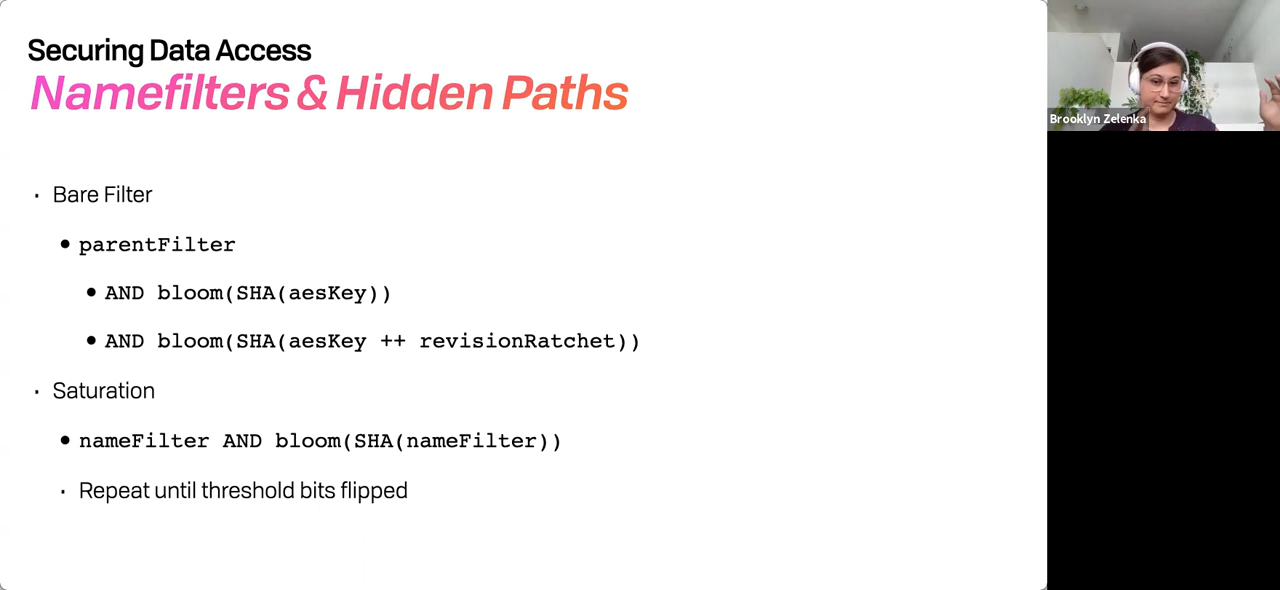 Securing Data Access
Namefilters & Hidden Paths
Brooklyn Zelenka
· Bare Filter
● parentFilter
● AND bloom(SHA(aesKey))
● AND bloom(SHA(aesKey ++ revisionRatchet))
· Saturation
● nameFilter AND bloom(SHA(nameFilter))
· Repeat until threshold bits flipped